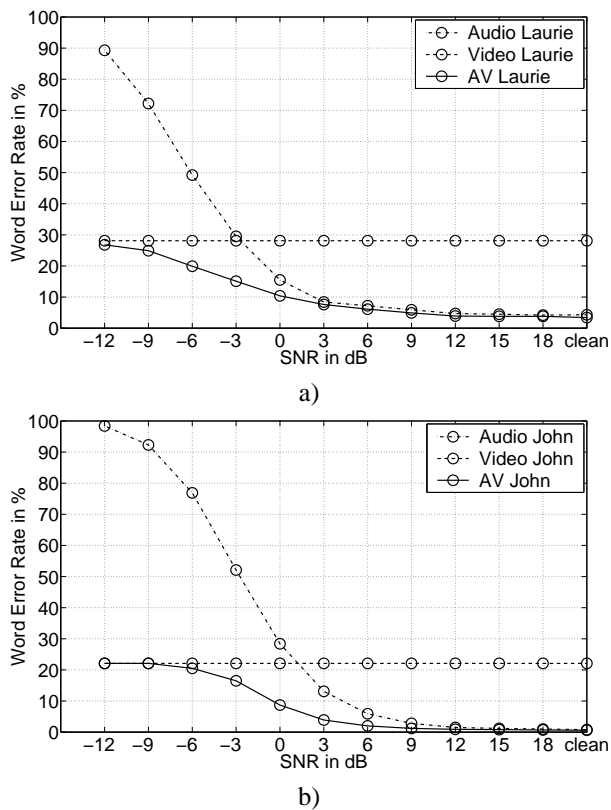 100
90
80
70
60
50
40
30
20
10
0
Word Error Rate in %
Audio Laurie
Video Laurie
AV Laurie
−12 −9 −6 −3 0 3 6 9 12 15 18 clean
SNR in dB
a)
100
90
80
70
60
50
40
30
20
10
0
Word Error Rate in %
Audio John
Video John
AV John
−12 −9 −6 −3 0 3 6 9 12 15 18 clean
SNR in dB
b)